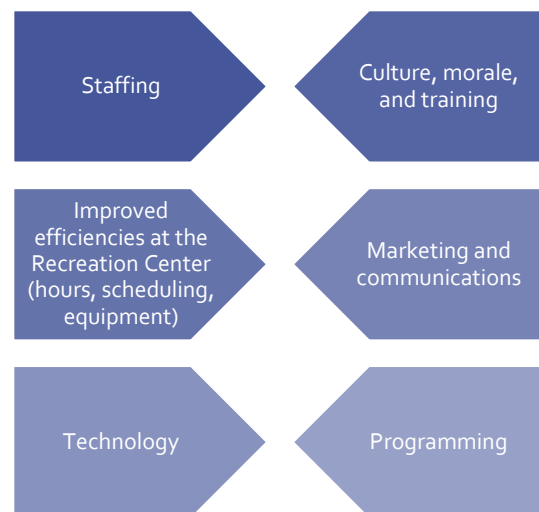 Staffing
Culture, morale,
and training
Improved
efficiencies at the
Recreation Center
(hours, scheduling,
equipment)
Marketing and
communications
Technology
Programming